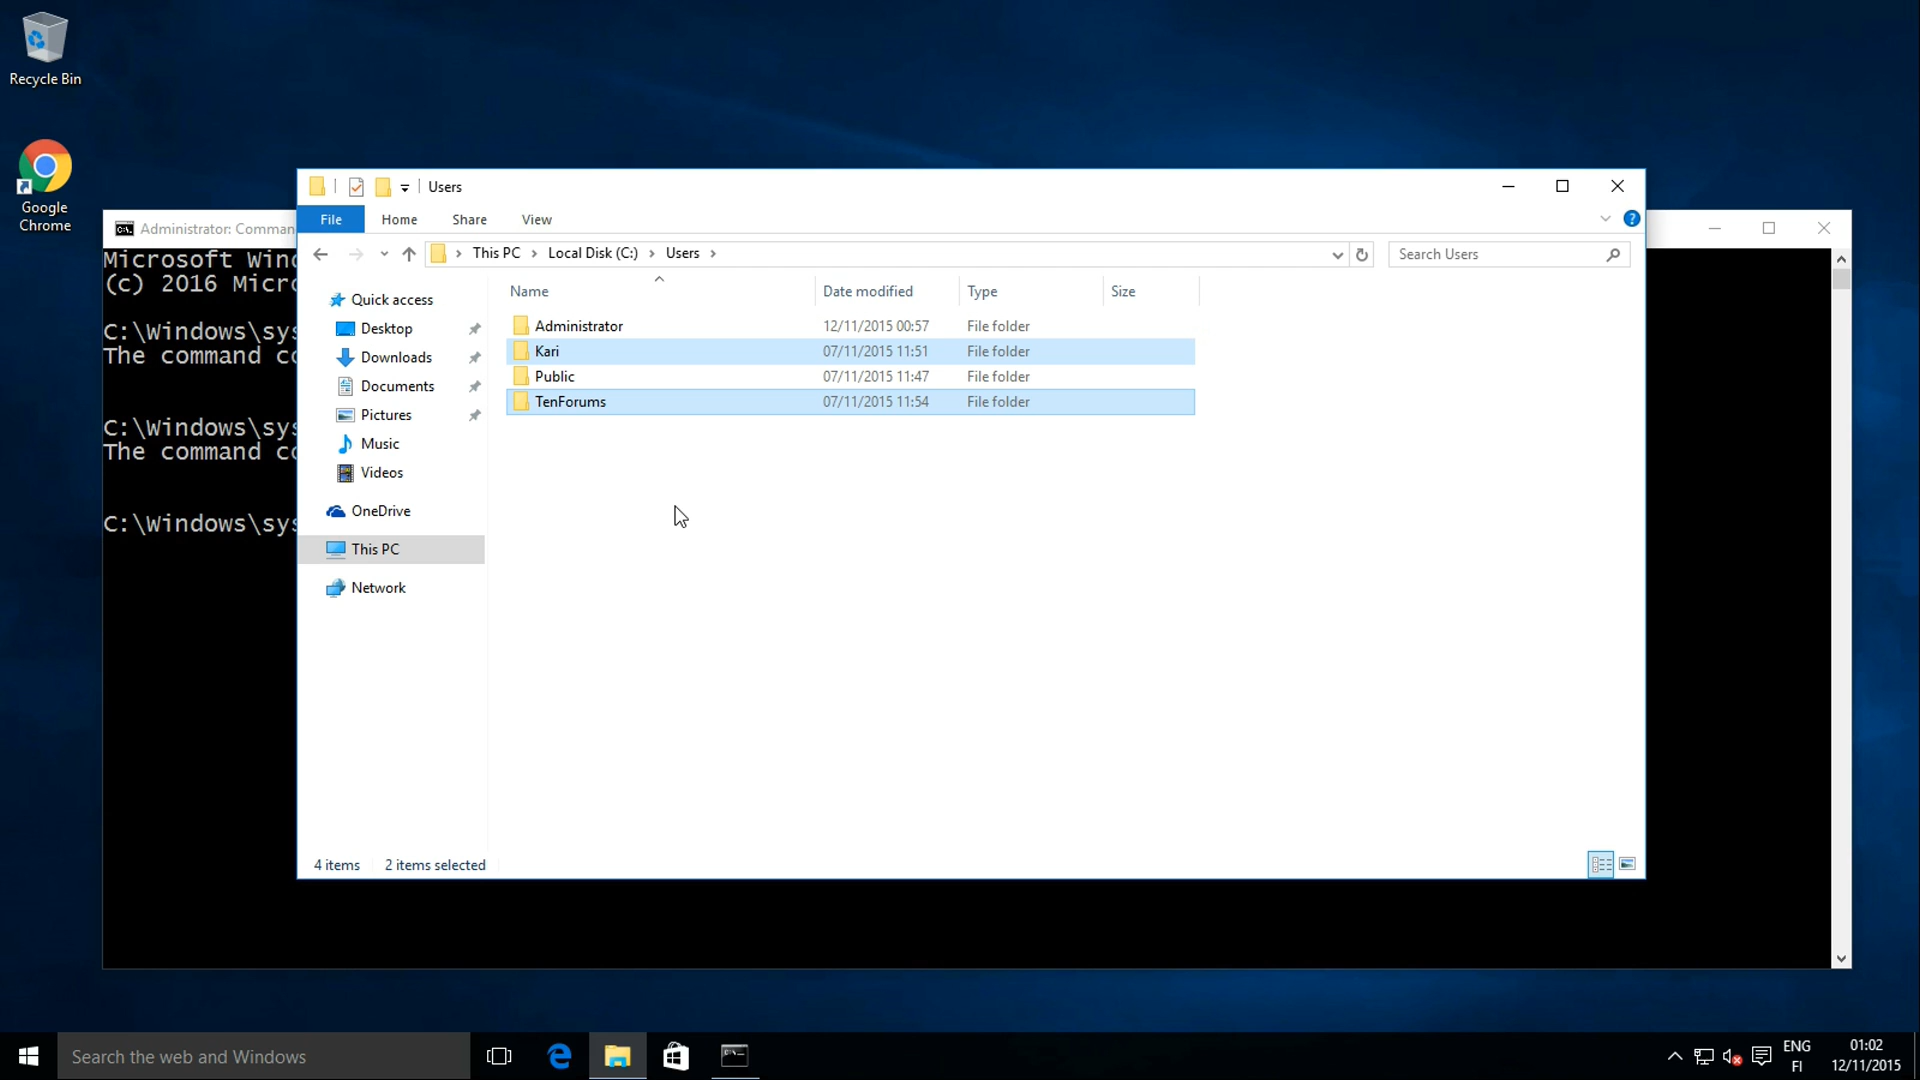 Recycle Bin
Google
Chrome
Administrator: Comman
Microsoft Wind
(c) 2016 Micro
C:\Windows\sys
The command co
C:\Windows\sys
The command co
C:\Windows\sys
Users
File Home Share View
This PC Local Disk (C:) Users
Search Users
Name Date modified Type Size
Administrator 12/11/2015 00:57 File folder
Kari 07/11/2015 11:51 File folder
Public 07/11/2015 11:47 File folder
TenForums 07/11/2015 11:54 File folder
Quick access
Desktop
Downloads
Documents
Pictures
Music
Videos
OneDrive
This PC
Network
4 items 2 items selected
Search the web and Windows
ENG
FI
01:02
12/11/2015